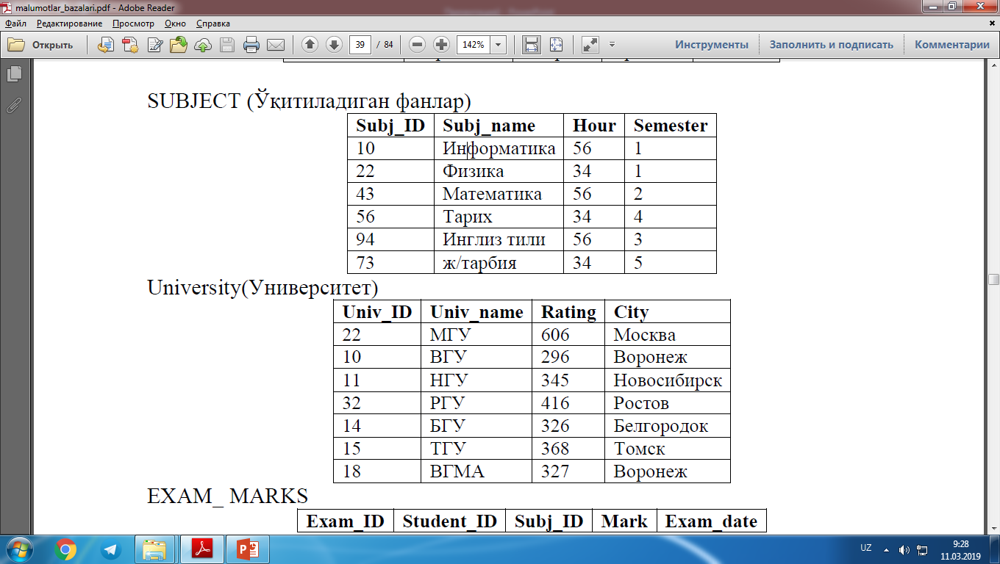 malumotlar_bazalari.pdf - Adobe Reader
Файл Редактирование Просмотр Окно Справка
Открыть 39 / 84 142% Инструменты Заполнить и подписать Комментарии
SUBJECT (Ўқитиладиган фанлар)
Subj_ID Subj_name Hour Semester
10 Информатика 56 1
22 Физика 34 1
43 Математика 56 2
56 Тарих 34 4
94 Инглиз тили 56 3
73 ж/тарбия 34 5
University(Университет)
Univ_ID Univ_name Rating City
22 МГУ 606 Москва
10 ВГУ 296 Воронеж
11 НГУ 345 Новосибирск
32 РГУ 416 Ростов
14 БГУ 326 Белгородок
15 ТГУ 368 Томск
18 ВГМА 327 Воронеж
EXAM_ MARKS
Exam_ID Student_ID Subj_ID Mark Exam_date
UZ 9:28
11.03.2019